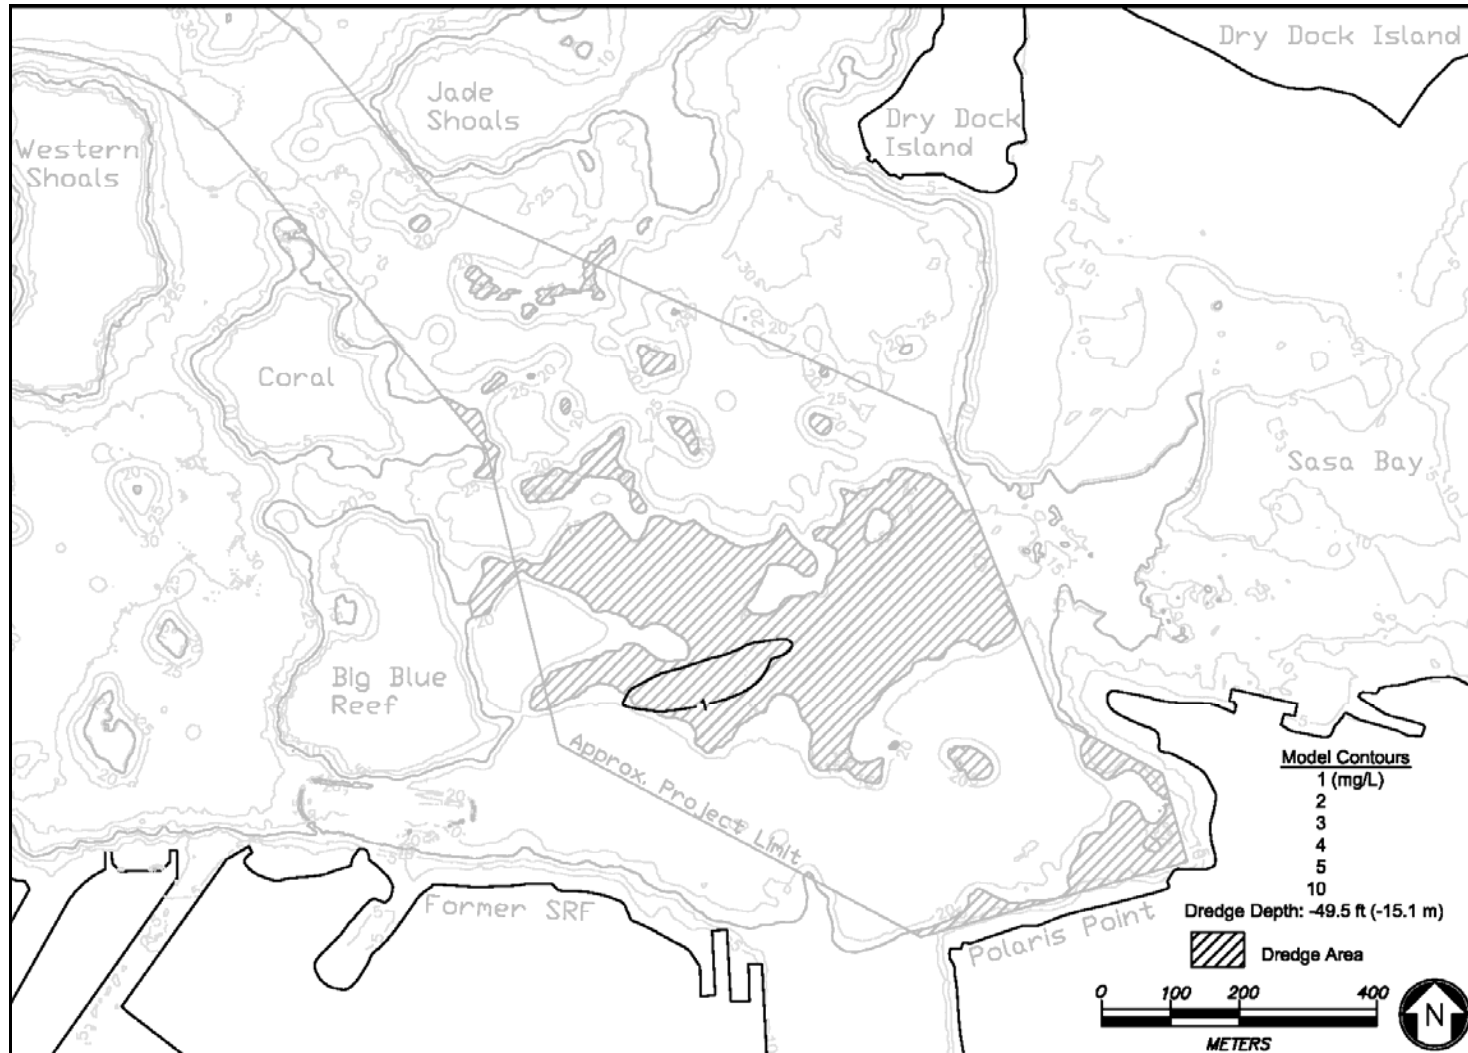 Dry Dock Island
Jade
Shoals
Dry Dock
Island
Western
Shoals
Coral
Sasa Bay
Big Blue
Reef
1
Approx. Project Limit
Model Contours
1 (mg/L)
2
3
4
5
10
Former SRF
Polaris Point
Dredge Depth: -49.5 ft (-15.1 m)
Dredge Area
0 100 200 400
METERS
N